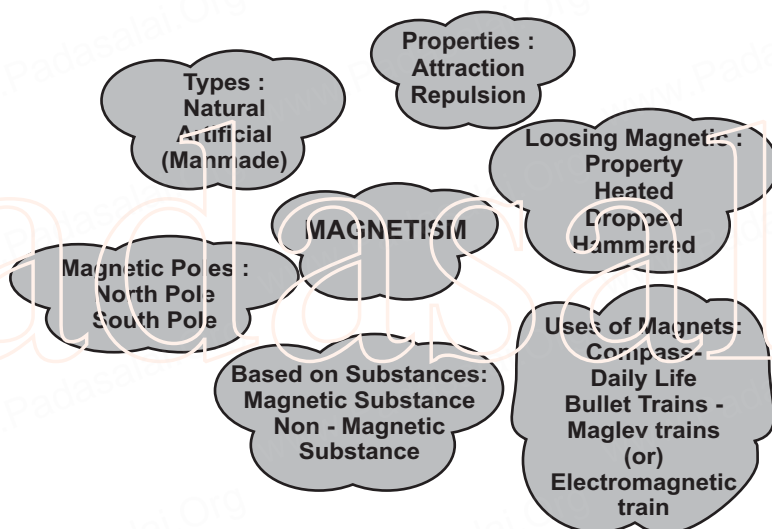 Properties :
Attraction
Repulsion
Types :
Natural
Artificial
(Manmade)
Loosing Magnetic :
Property
Heated
Dropped
Hammered
MAGNETISM
Magnetic Poles :
North Pole
South Pole
Uses of Magnets:
Compass-
Daily Life
Bullet Trains -
Maglev trains
(or)
Electromagnetic
train
Based on Substances:
Magnetic Substance
Non - Magnetic
Substance